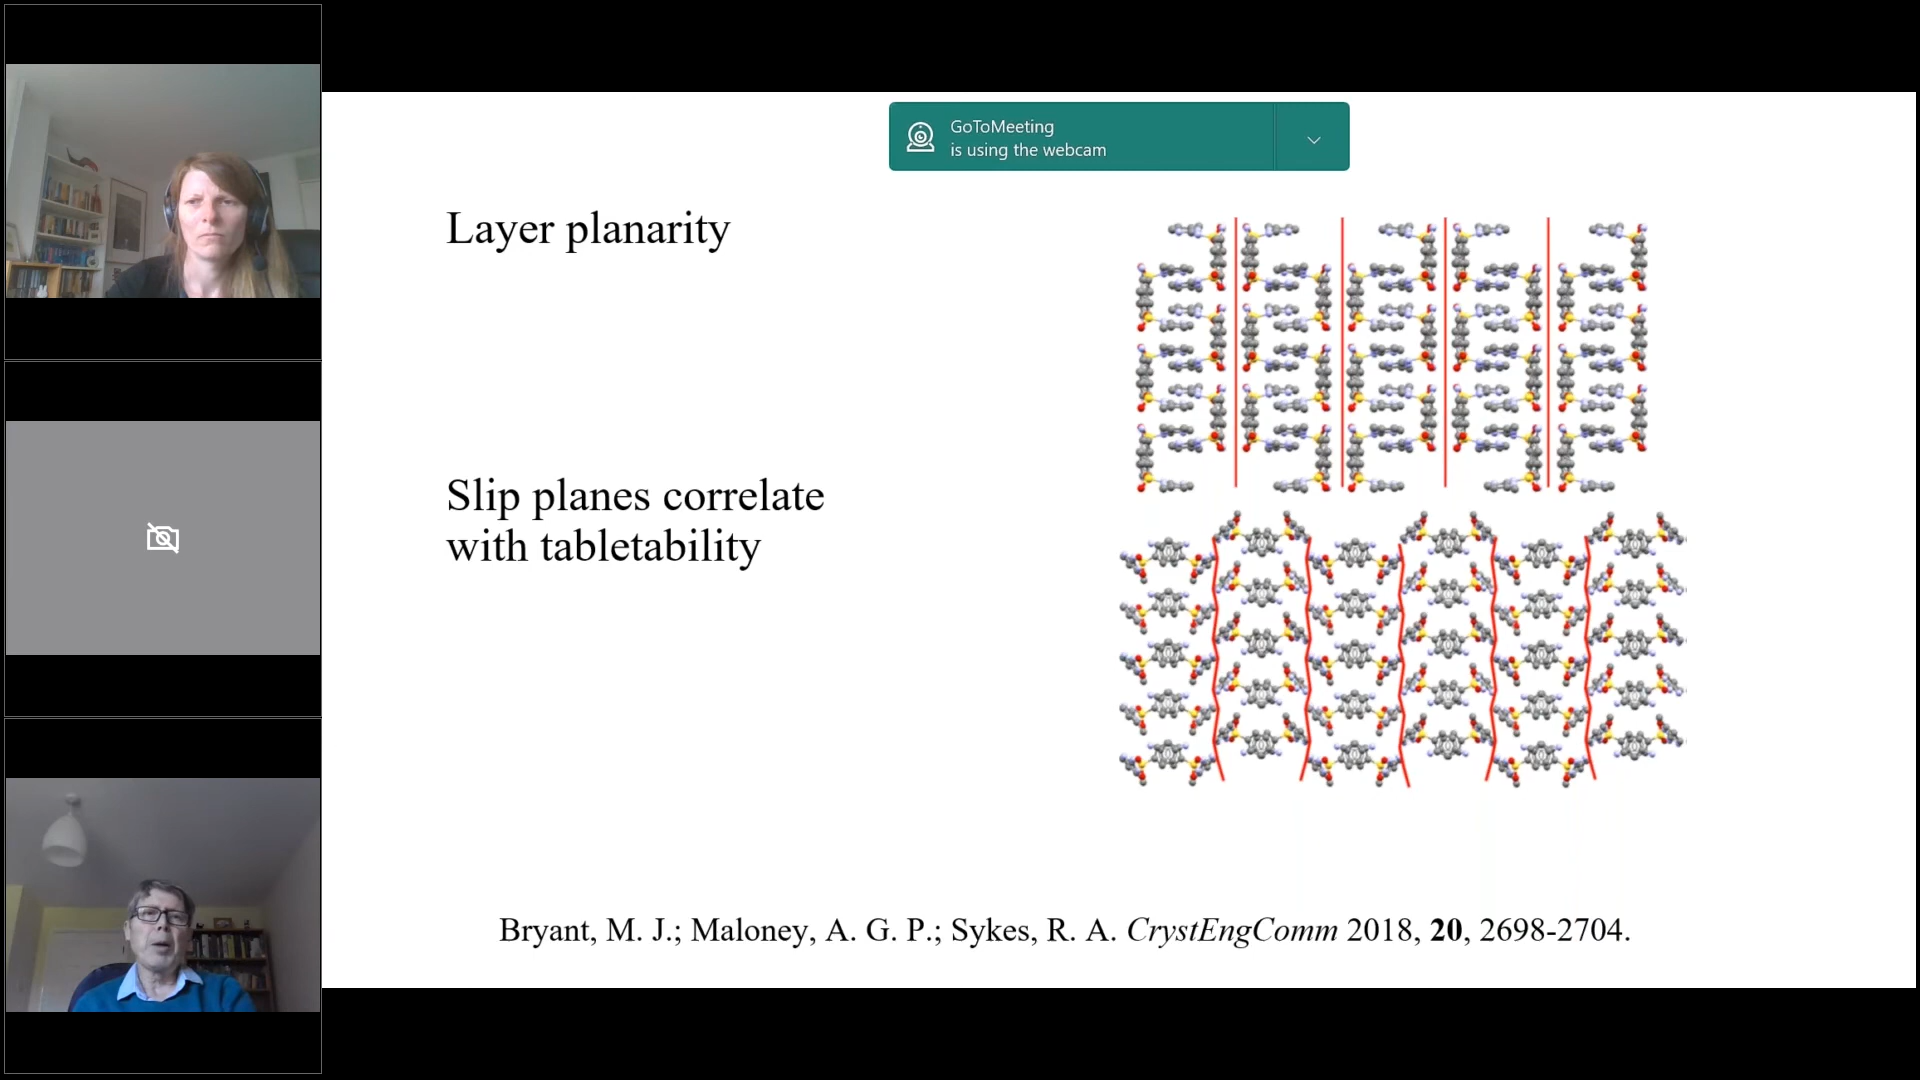 GoToMeeting
is using the webcam
Layer planarity
Slip planes correlate
with tabletability
Bryant, M. J.; Maloney, A. G. P.; Sykes, R. A. CrystEngComm 2018, 20, 2698-2704.